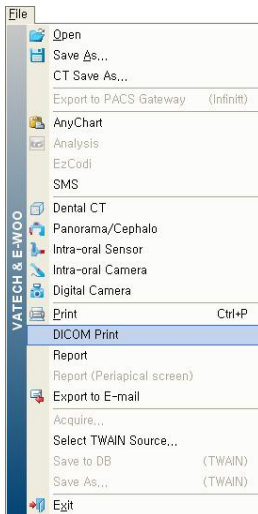 File
Open
Save As...
CT Save As...
Export to PACS Gateway (Infinitt)
AnyChart
Analysis
EzCodi
SMS
Dental CT
Panorama/Cephalo
Intra-oral Sensor
Intra-oral Camera
Digital Camera
Print Ctrl+P
DICOM Print
Report
Report (Periapical screen)
Export to E-mail
Acquire...
Select TWAIN Source...
Save to DB (TWAIN)
Save As... (TWAIN)
Exit
VATECH & E-WOO